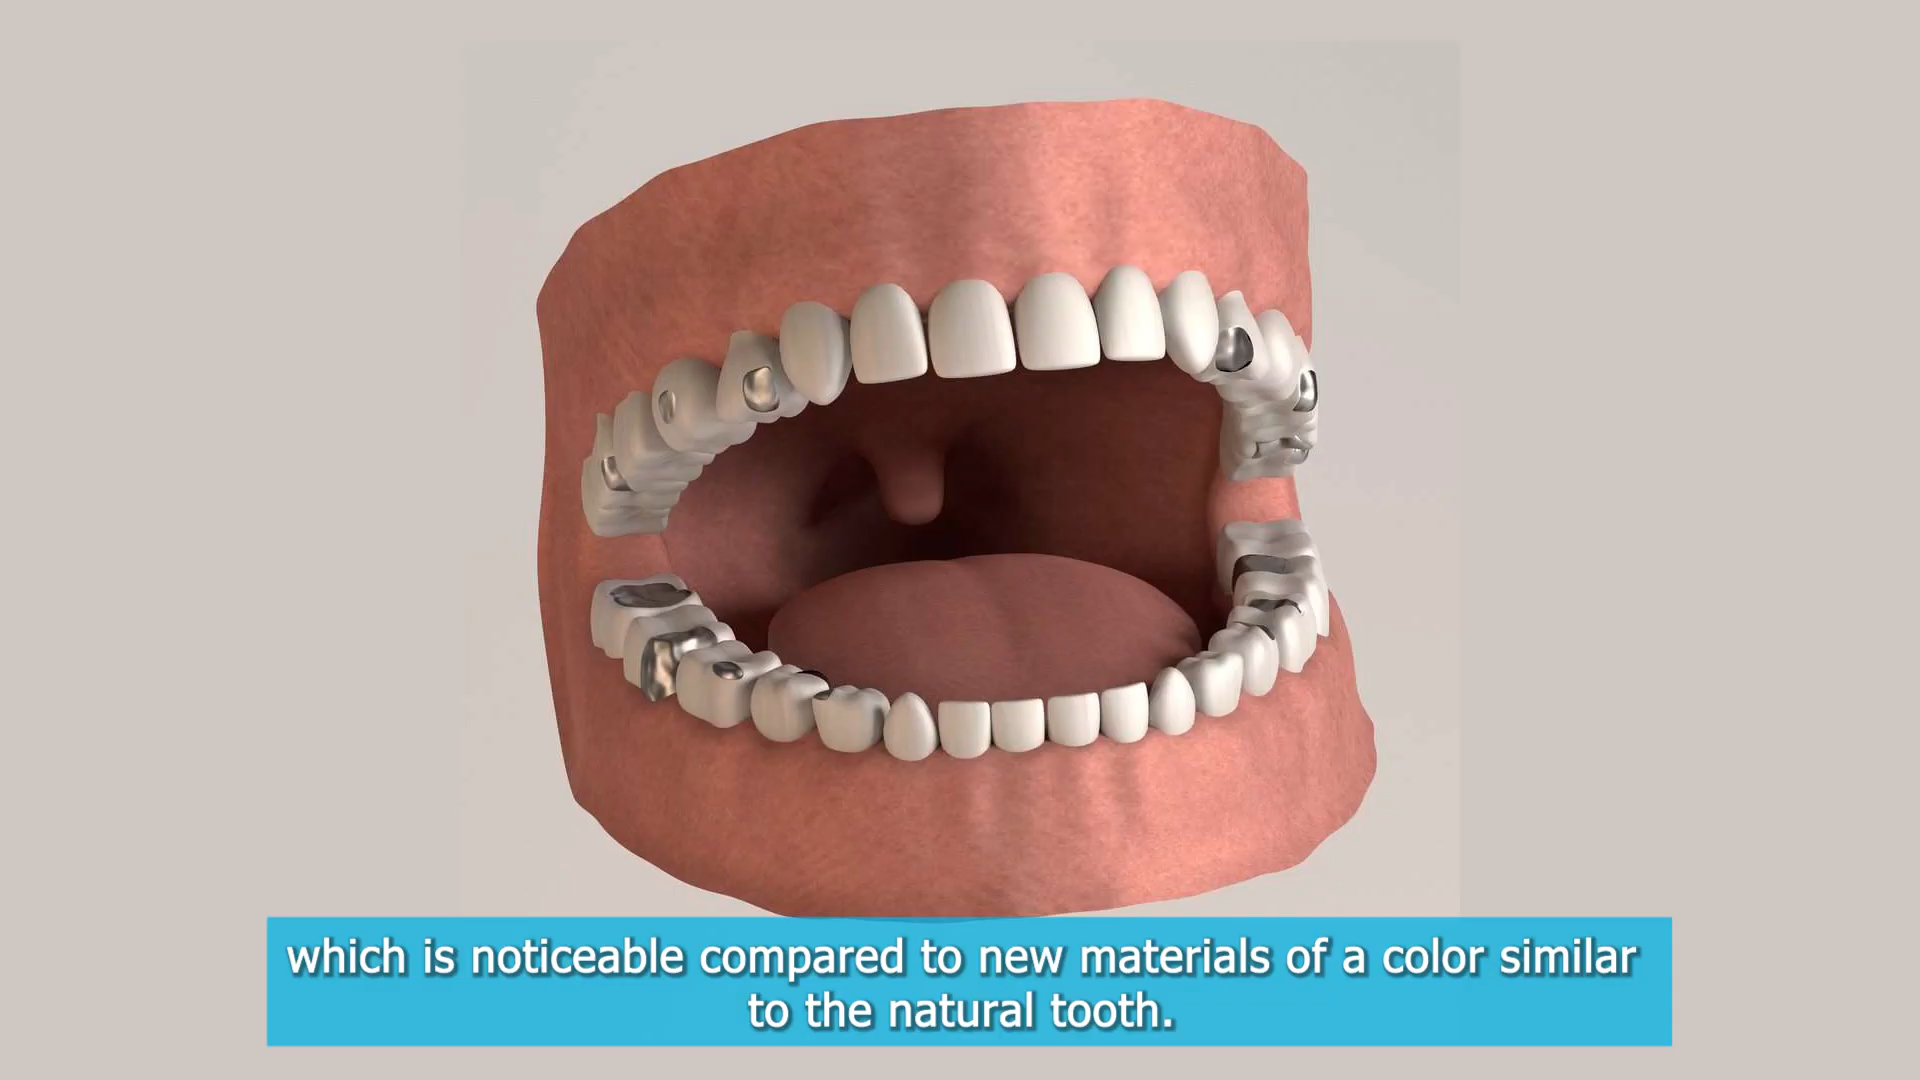 which is noticeable compared to new materials of a color similar
to the natural tooth.